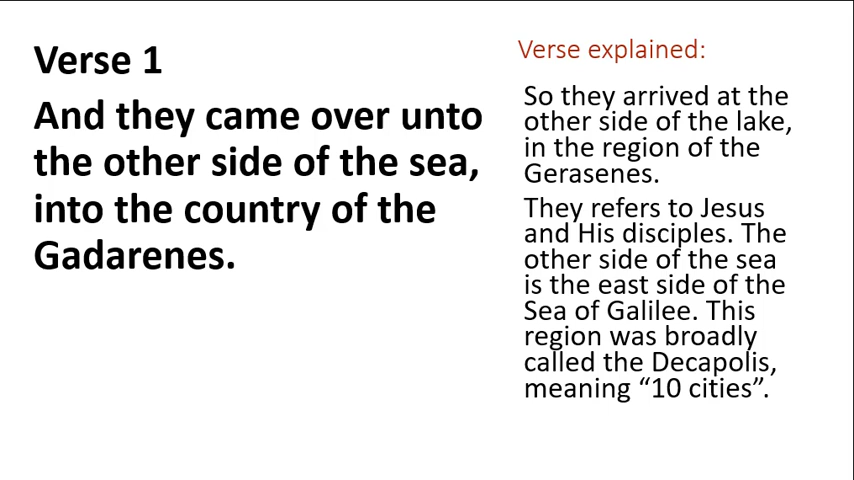 Verse 1
And they came over unto
the other side of the sea,
into the country of the
Gadarenes.
Verse explained:
So they arrived at the
other side of the lake,
in the region of the
Gerasenes.
They refers to Jesus
and His disciples. The
other side of the sea
is the east side of the
Sea of Galilee. This
region was broadly
called the Decapolis,
meaning “10 cities”.